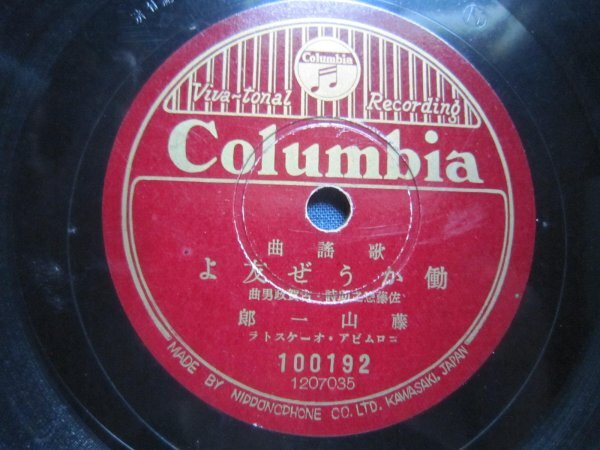 Columbia
Viva-tonal Recording
Columbia
歌謠曲
働かうぜ友よ
佐藤惣之助詩・古賀政男曲
藤山一郎
コロムビア・オーケストラ
100192
1207035
MADE BY NIPPONOPHONE CO. LTD. KAWASAKI, JAPAN